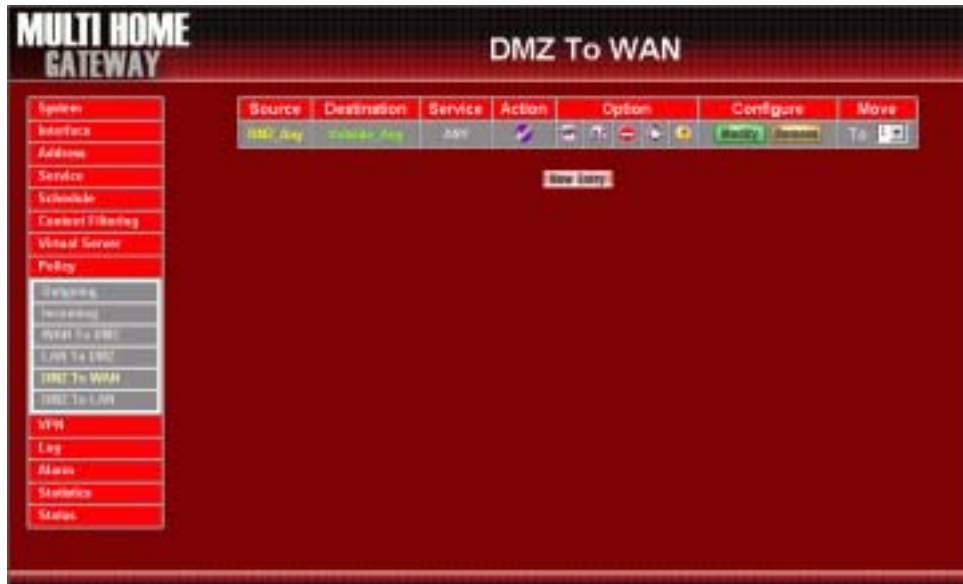 MULTI HOME
GATEWAY
DMZ To WAN
System
Interface
Address
Service
Schedule
Content Filtering
Virtual Server
Policy
Outgoing
Incoming
WAN To DMZ
LAN To DMZ
DMZ To WAN
DMZ To LAN
VPN
Log
Alarm
Statistics
Status
Source Destination Service Action Option Configure Move
DMZ_Any Outside_Any ANY Modify Remove To 1
New Entry